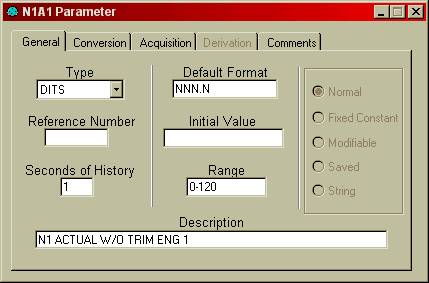 N1A1 Parameter
General Conversion Acquisition Derivation Comments
Type Default Format
DITS NNN.N
Normal
Reference Number Initial Value
Fixed Constant
Modifiable
Seconds of History Range
Saved
1 0-120
String
Description
N1 ACTUAL W/O TRIM ENG 1